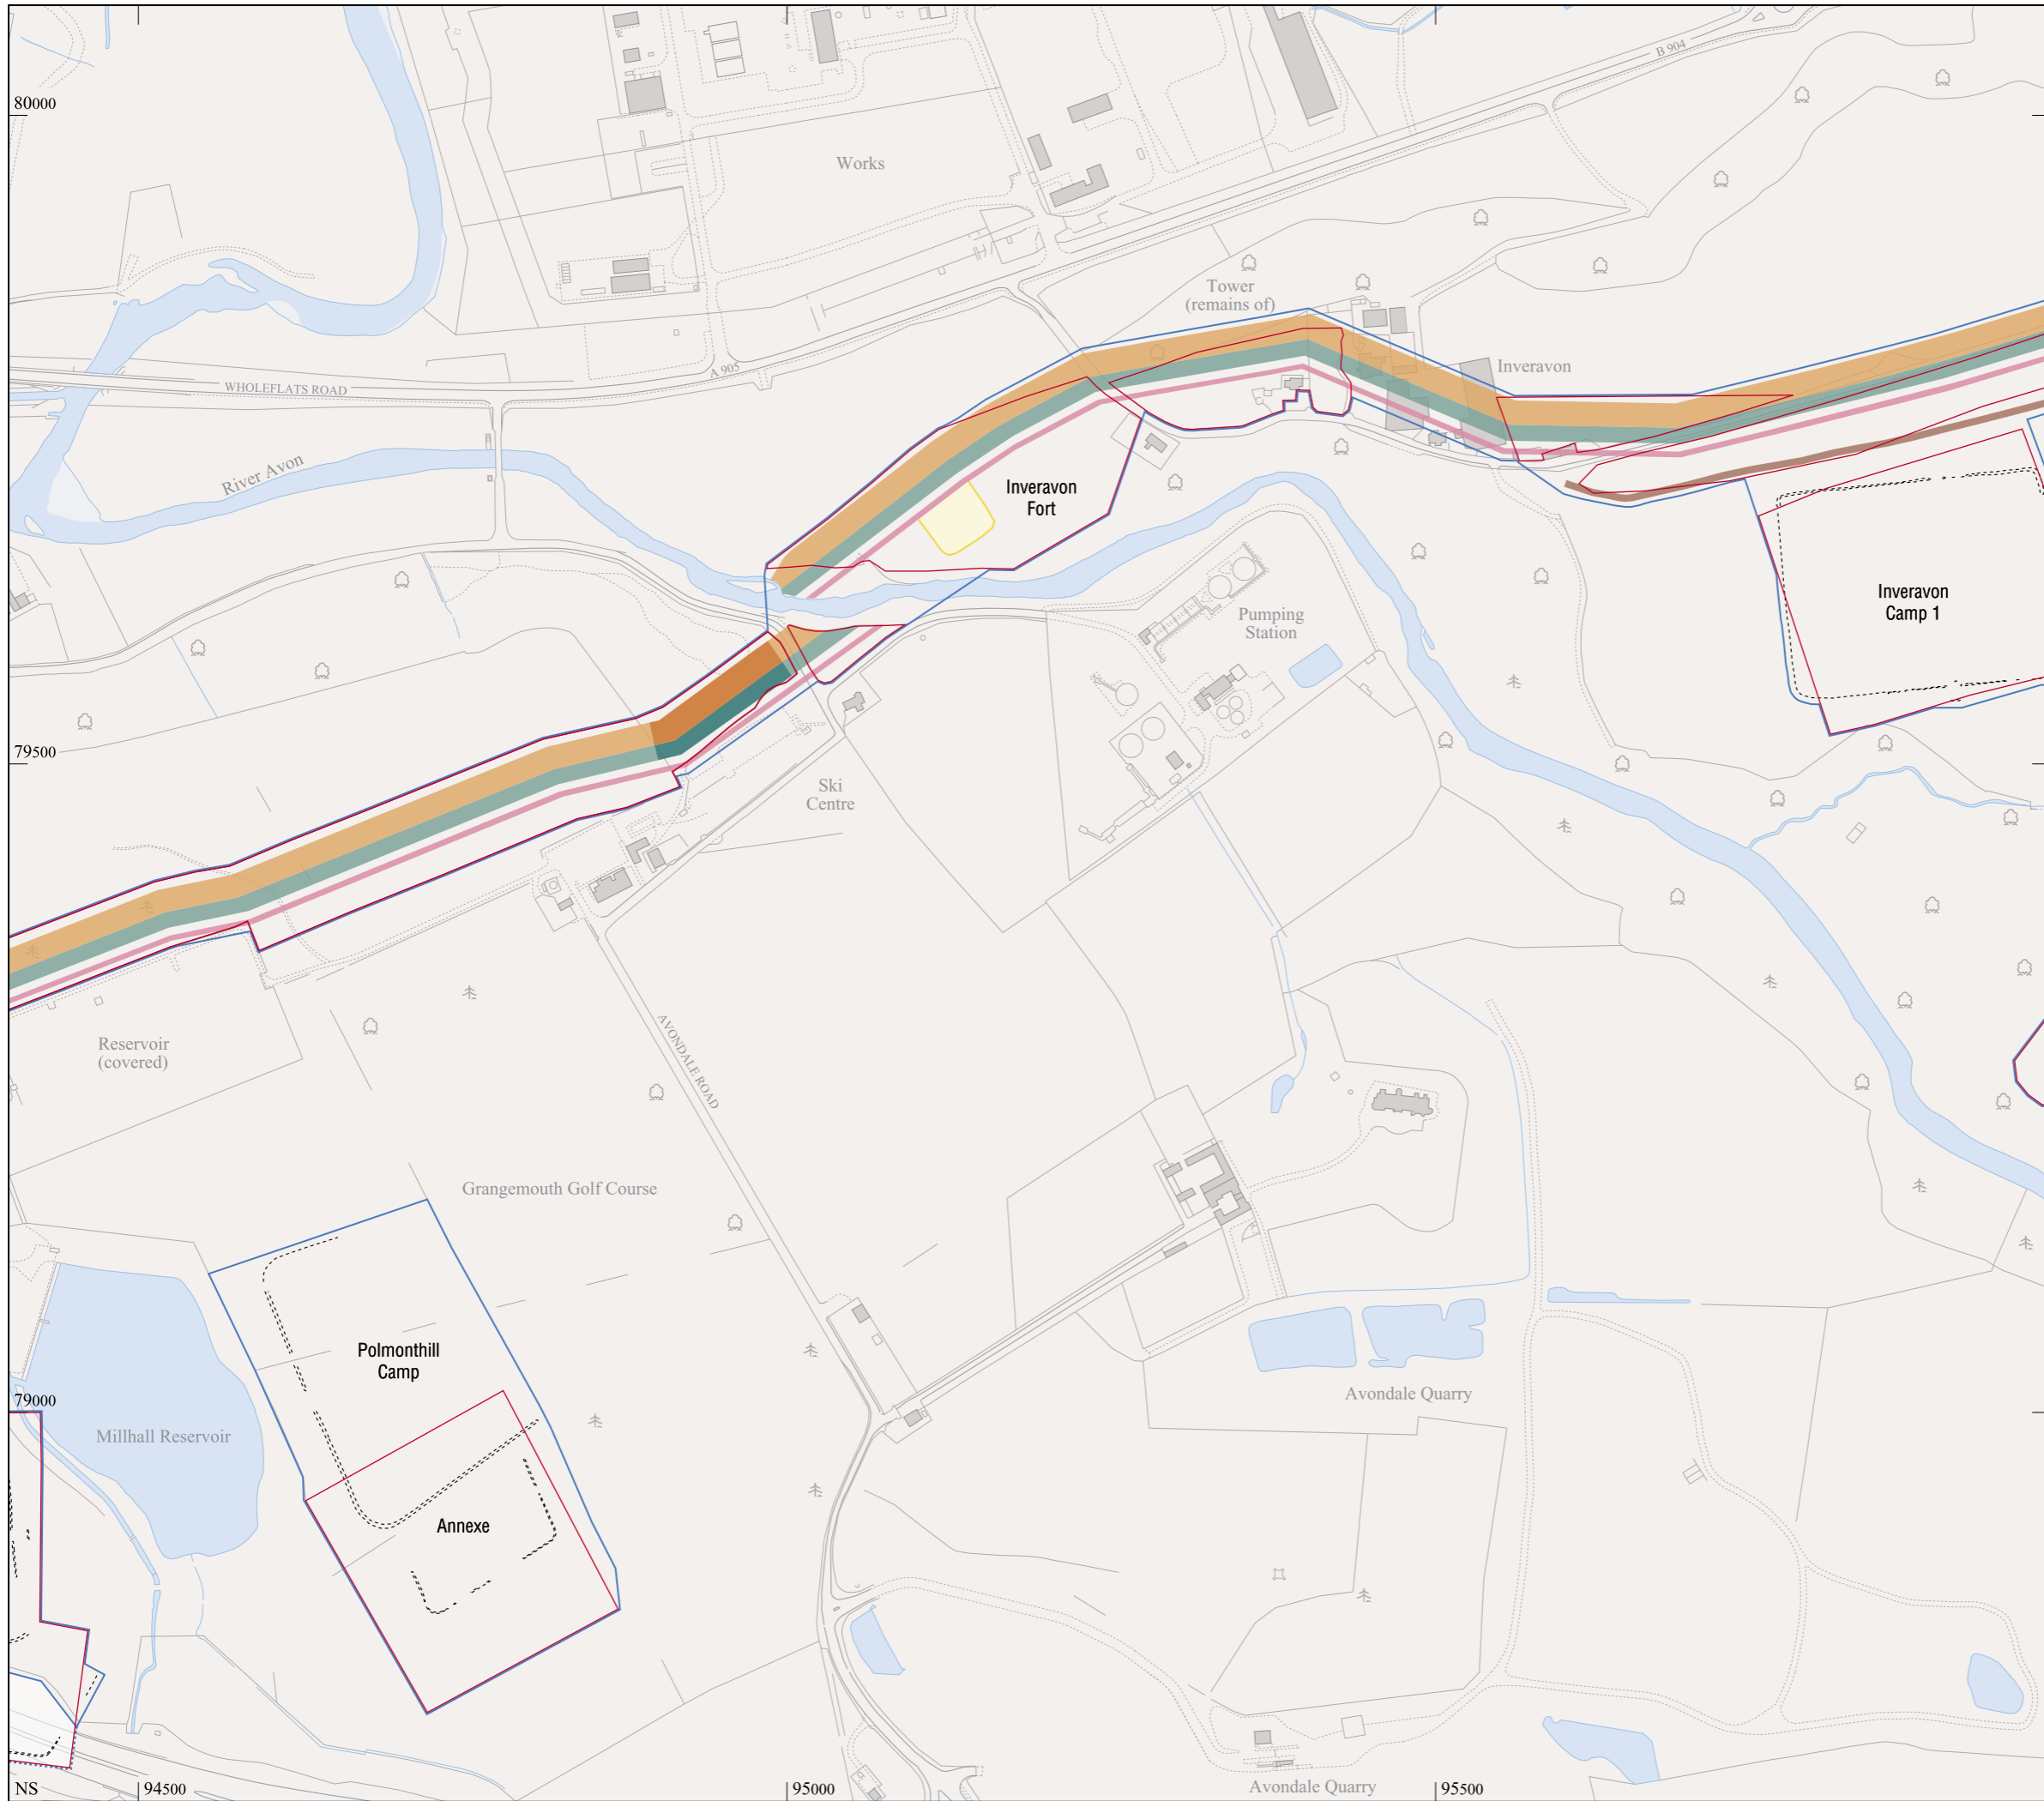 80000
B 904
Works
Tower
(remains of)
Inveravon
WHOLEFLATS ROAD
A 905
River Avon
Inveravon
Fort
Inveravon
Camp 1
Pumping
Station
79500
Ski
Centre
Reservoir
(covered)
AVONDALE ROAD
Grangemouth Golf Course
Polmonthill
Camp
79000
Avondale Quarry
Millhall Reservoir
Annexe
NS
94500
95000
95500
Avondale Quarry